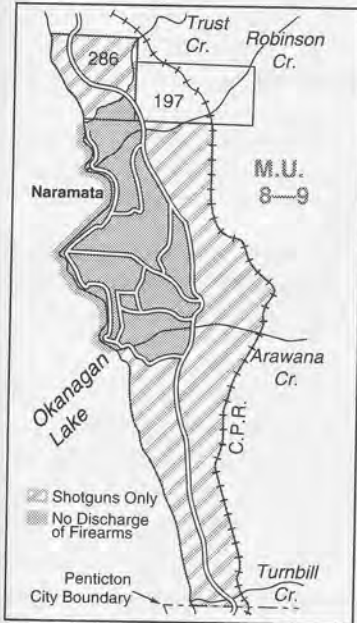 Trust
Cr.
Robinson
Cr.
286
197
M.U.
8—9
Naramata
Okanagan
Lake
Arawana
Cr.
C.P.R.
Shotguns Only
No Discharge
of Firearms
Penticton
City Boundary
Turnbill
Cr.